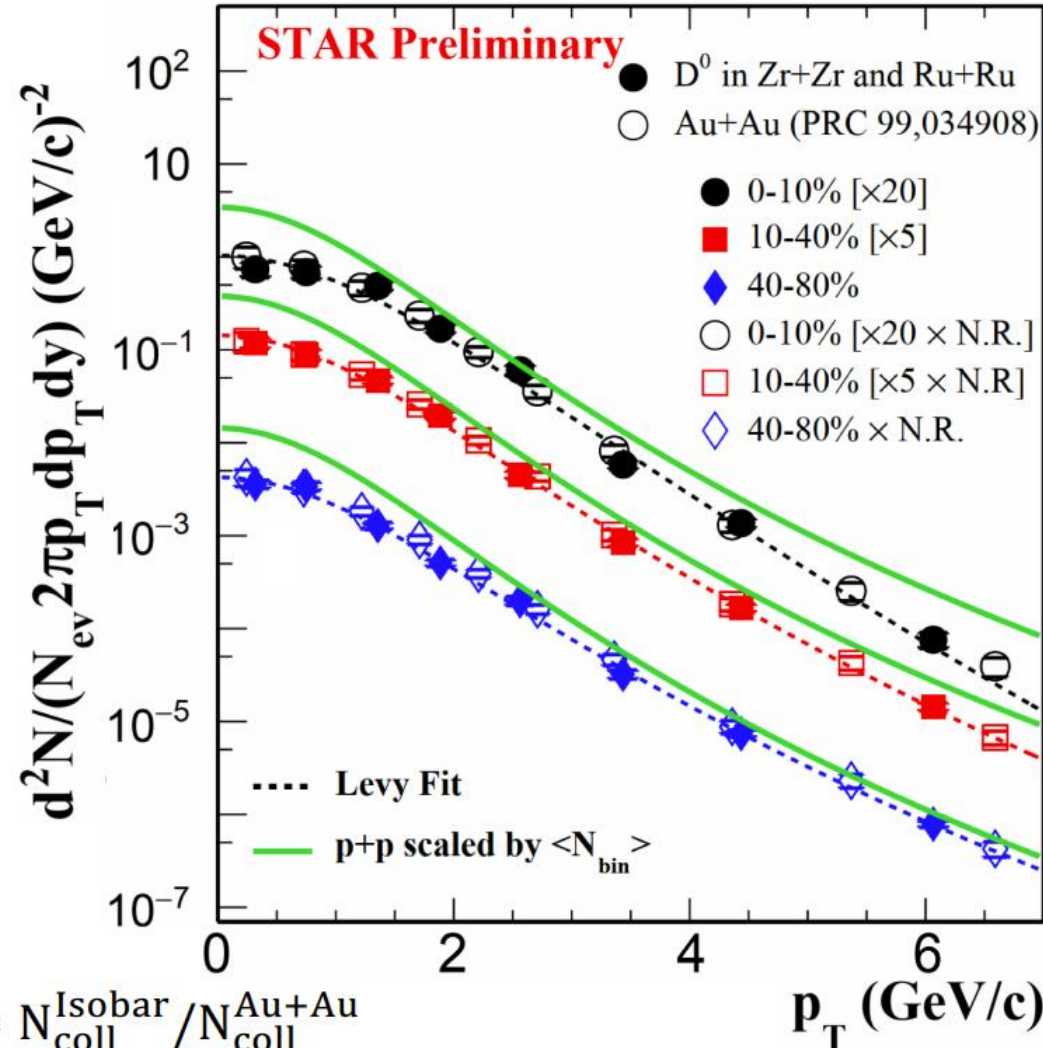 STAR Preliminary
D⁰ in Zr+Zr and Ru+Ru
Au+Au (PRC 99,034908)
0-10% [×20]
10-40% [×5]
40-80%
0-10% [×20 × N.R.]
10-40% [×5 × N.R]
40-80% × N.R.
d²N/(N_ev 2πp_T dp_T dy) (GeV/c)⁻²
10²
10
10⁻¹
10⁻³
10⁻⁵
10⁻⁷
Levy Fit
p+p scaled by <N_bin>
0 2 4 6
p_T (GeV/c)
N_coll^Isobar/N_coll^Au+Au